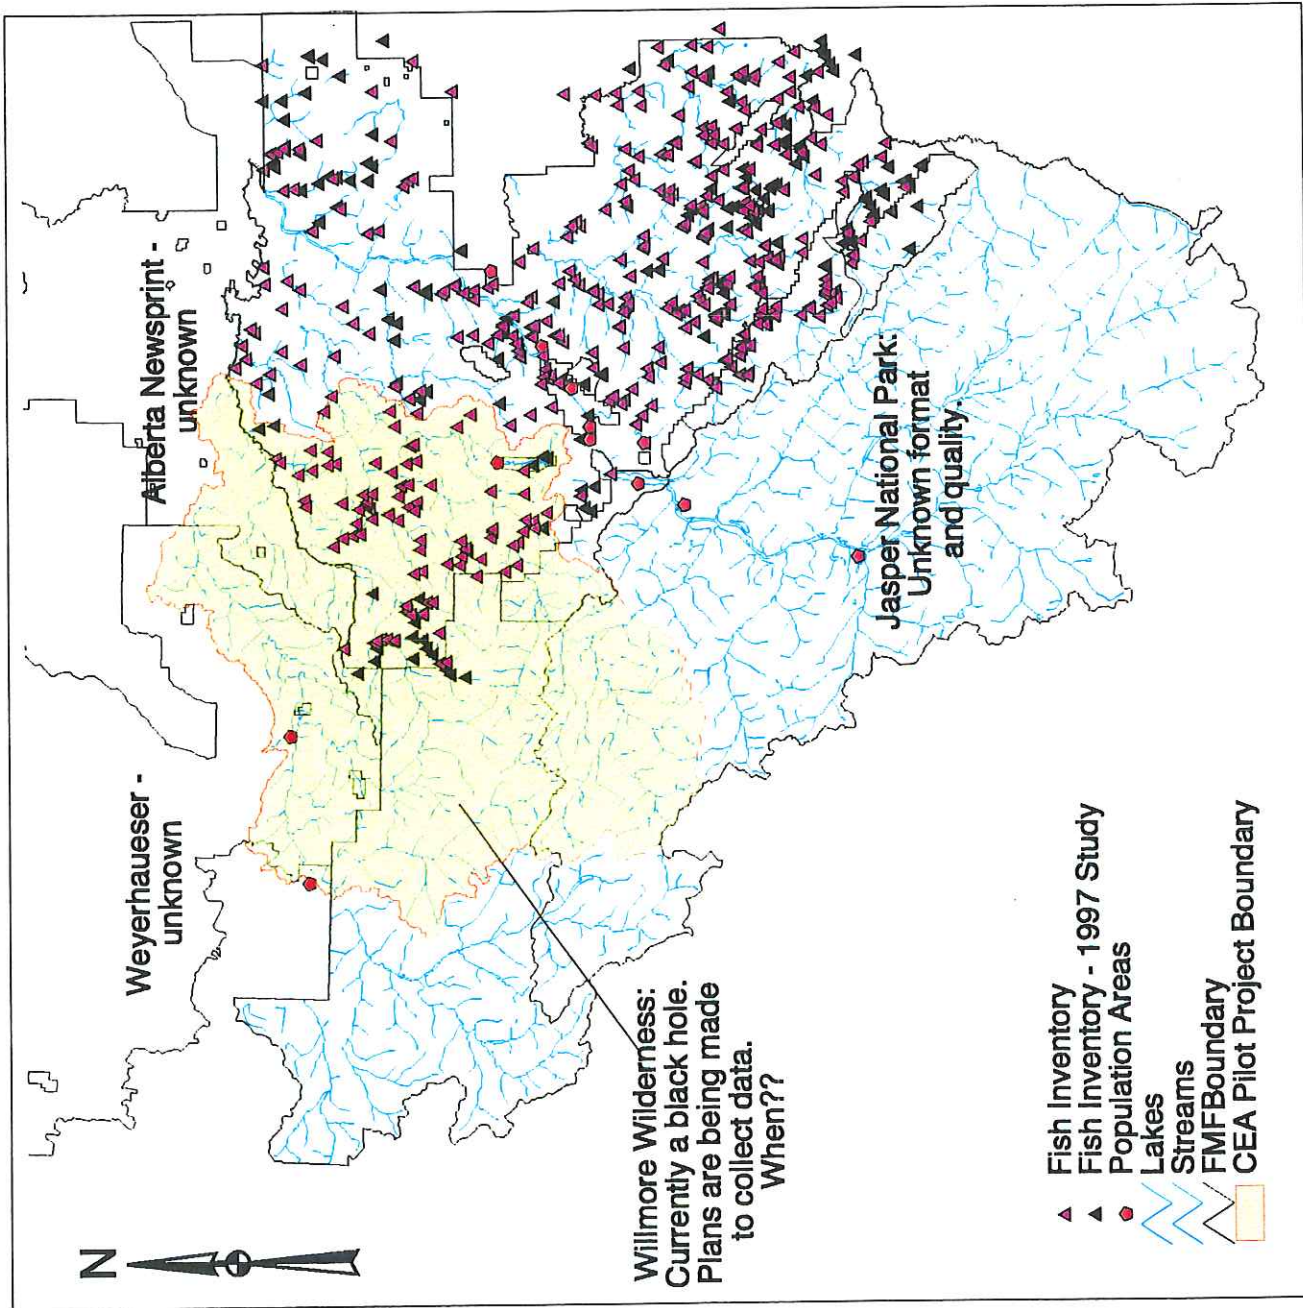 N
Weyerhaueser -
unknown
Alberta Newsprint -
unknown
Willmore Wilderness:
Currently a black hole.
Plans are being made
to collect data.
When??
Jasper National Park:
Unknown format
and quality.
Fish Inventory
Fish Inventory - 1997 Study
Population Areas
Lakes
Streams
FMFBoundary
CEA Pilot Project Boundary